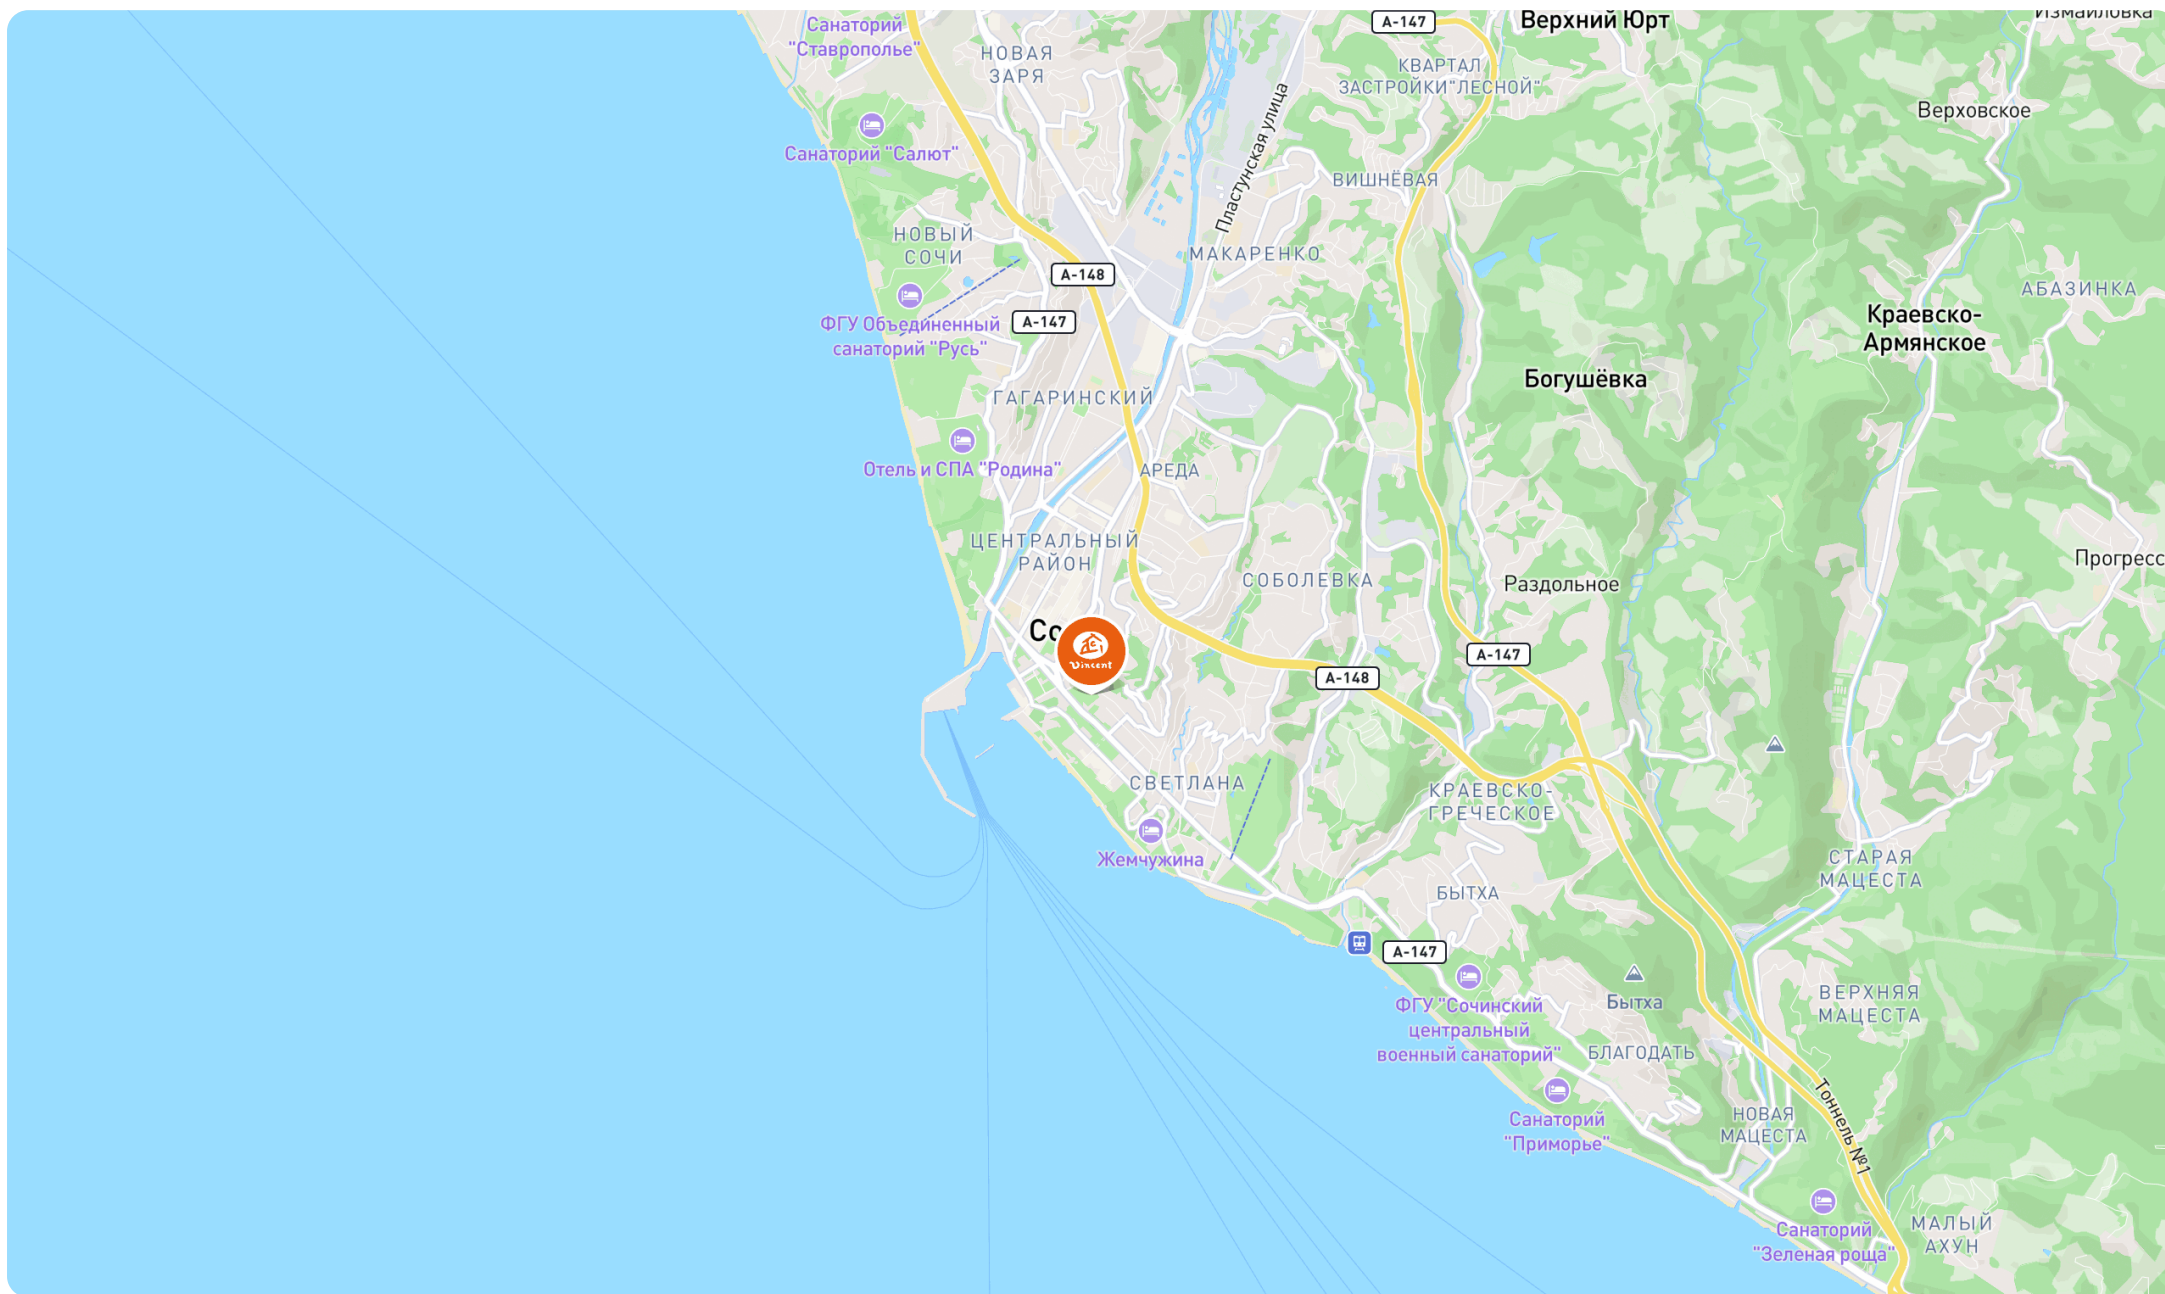 Санаторий
"Ставрополье"
НОВАЯ
ЗАРЯ
А-147
Верхний Юрт
Измайловка
КВАРТАЛ
ЗАСТРОЙКИ"ЛЕСНОЙ"
Верховское
Санаторий "Салют"
Пластунская улица
ВИШНЁВАЯ
НОВЫЙ
СОЧИ
МАКАРЕНКО
А-148
АБАЗИНКА
ФГУ Объединенный
санаторий "Русь"
А-147
Краевско-
Армянское
Богушёвка
ГАГАРИНСКИЙ
Отель и СПА "Родина"
АРЕДА
ЦЕНТРАЛЬНЫЙ
РАЙОН
Прогресс
СОБОЛЕВКА
Раздольное
Со
Vincent
А-147
А-148
СВЕТЛАНА
КРАЕВСКО-
ГРЕЧЕСКОЕ
Жемчужина
СТАРАЯ
МАЦЕСТА
БЫТХА
А-147
ФГУ "Сочинский
центральный
военный санаторий"
Бытха
ВЕРХНЯЯ
МАЦЕСТА
БЛАГОДАТЬ
Санаторий
"Приморье"
НОВАЯ
МАЦЕСТА
Тоннель №1
Санаторий
"Зеленая роща"
МАЛЫЙ
АХУН